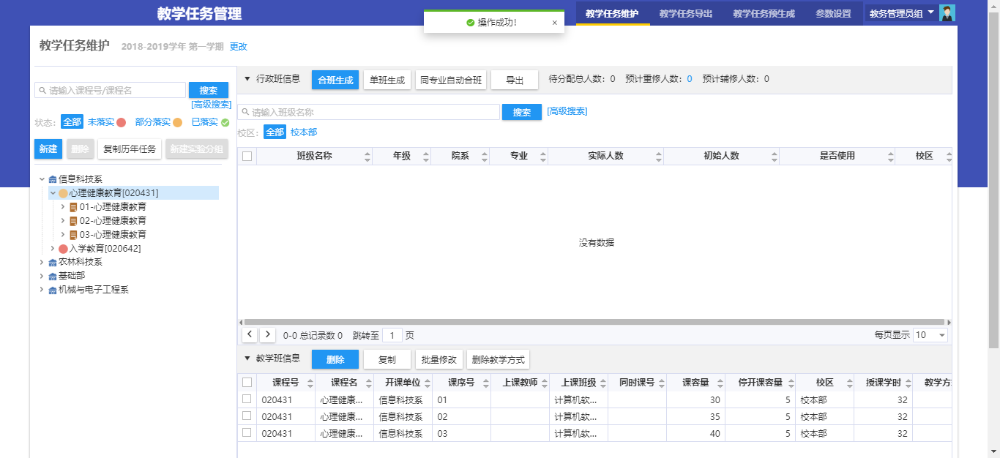 教学任务管理
操作成功！ ×
教学任务维护 教学任务导出 教学任务预生成 参数设置 教务管理员组
教学任务维护 2018-2019学年 第一学期 更改
请输入课程号/课程名 搜索
[高级搜索]
状态: 全部 未落实 部分落实 已落实
新建 删除 复制历年任务 新建实验分组
信息科技系
心理健康教育[020431]
01-心理健康教育
02-心理健康教育
03-心理健康教育
入学教育[020642]
农林科技系
基础部
机械与电子工程系
行政班信息 合班生成 单班生成 同专业自动合班 导出 待分配总人数：0 预计重修人数：0 预计辅修人数：0
请输入班级名称 搜索 [高级搜索]
校区: 全部 校本部
班级名称 年级 院系 专业 实际人数 初始人数 是否使用 校区
没有数据
0-0 总记录数 0 跳转至 1 页 每页显示 10
教学班信息 删除 复制 批量修改 删除教学方式
课程号 课程名 开课单位 课序号 上课教师 上课班级 同时课号 课容量 停开课容量 校区 授课学时 教学方
020431 心理健康... 信息科技系 01 计算机软... 30 5 校本部 32
020431 心理健康... 信息科技系 02 计算机软... 35 5 校本部 32
020431 心理健康... 信息科技系 03 计算机软... 40 5 校本部 32